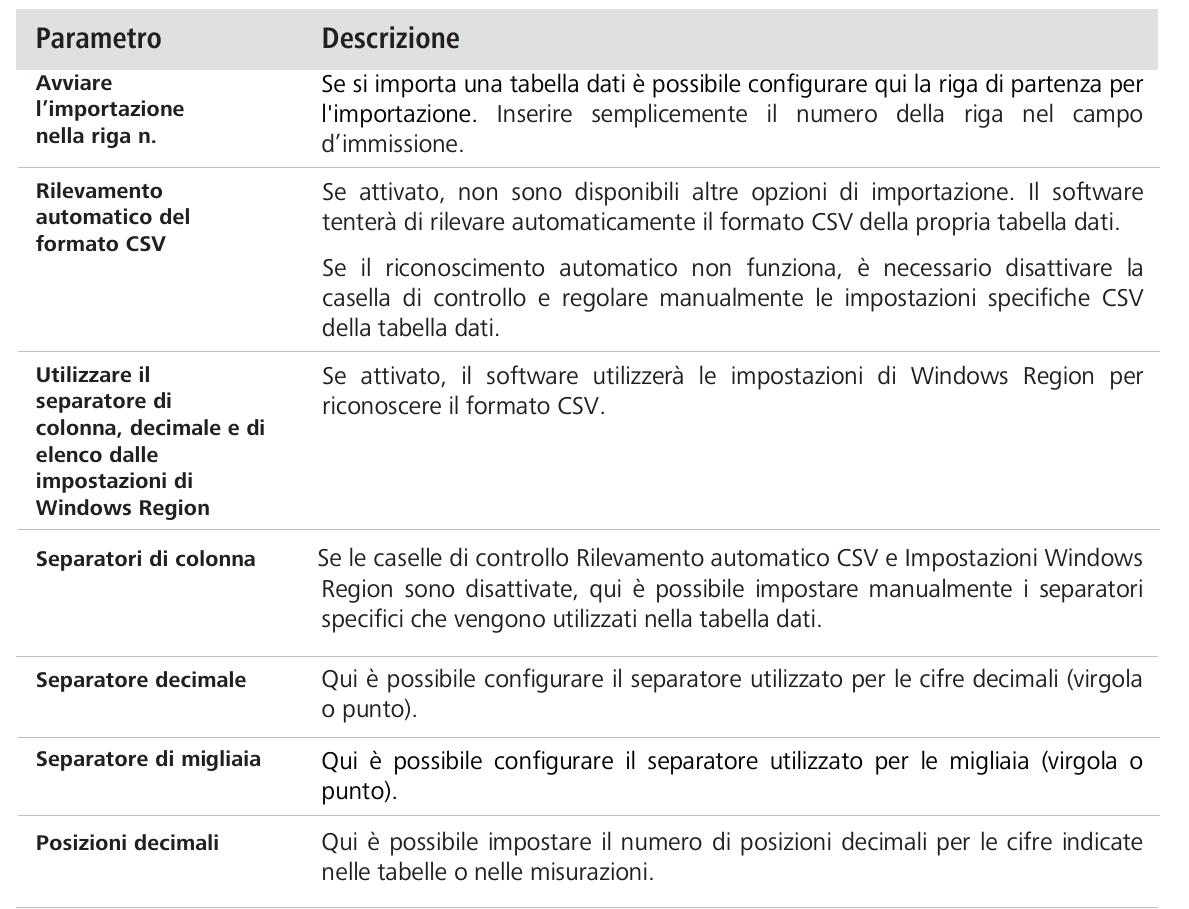 Parametro
Descrizione
Avviare
l’importazione
nella riga n.
Se si importa una tabella dati è possibile configurare qui la riga di partenza per
l'importazione. Inserire semplicemente il numero della riga nel campo
d’immissione.
Rilevamento
automatico del
formato CSV
Se attivato, non sono disponibili altre opzioni di importazione. Il software
tenterà di rilevare automaticamente il formato CSV della propria tabella dati.
Se il riconoscimento automatico non funziona, è necessario disattivare la
casella di controllo e regolare manualmente le impostazioni specifiche CSV
della tabella dati.
Utilizzare il
separatore di
colonna, decimale e di
elenco dalle
impostazioni di
Windows Region
Se attivato, il software utilizzerà le impostazioni di Windows Region per
riconoscere il formato CSV.
Separatori di colonna
Se le caselle di controllo Rilevamento automatico CSV e Impostazioni Windows
Region sono disattivate, qui è possibile impostare manualmente i separatori
specifici che vengono utilizzati nella tabella dati.
Separatore decimale
Qui è possibile configurare il separatore utilizzato per le cifre decimali (virgola
o punto).
Separatore di migliaia
Qui è possibile configurare il separatore utilizzato per le migliaia (virgola o
punto).
Posizioni decimali
Qui è possibile impostare il numero di posizioni decimali per le cifre indicate
nelle tabelle o nelle misurazioni.